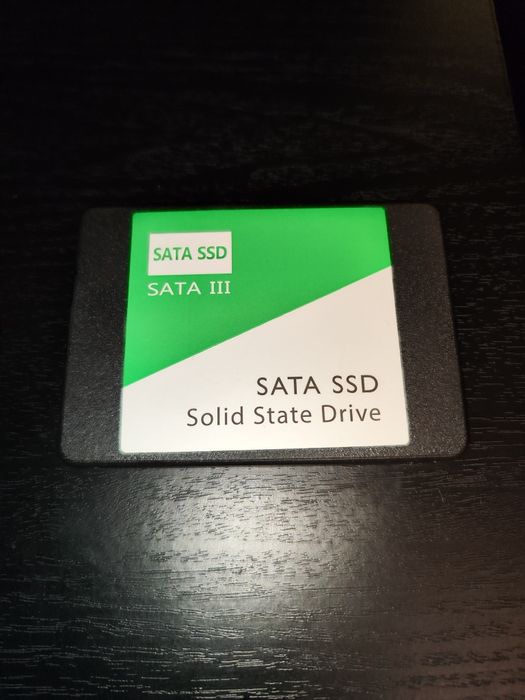 SATA SSD
SATA III
SATA SSD
Solid State Drive